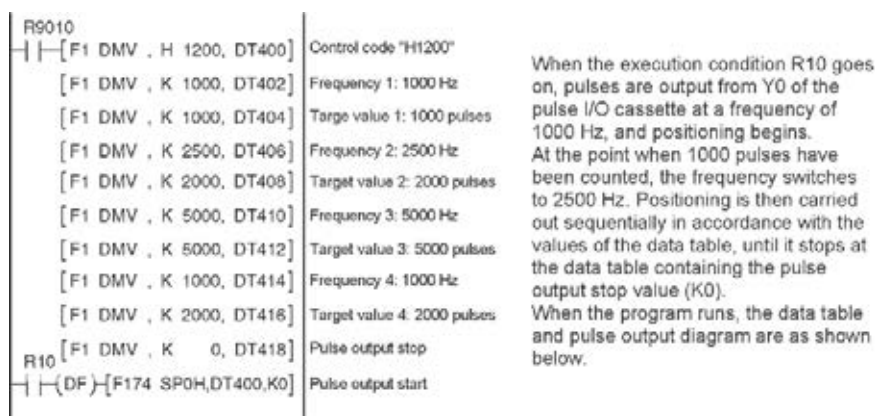 R9010
[F1 DMV , H 1200, DT400] Control code "H1200"
[F1 DMV , K 1000, DT402] Frequency 1: 1000 Hz
[F1 DMV , K 1000, DT404] Targe value 1: 1000 pulses
[F1 DMV , K 2500, DT406] Frequency 2: 2500 Hz
[F1 DMV , K 2000, DT408] Target value 2: 2000 pulses
[F1 DMV , K 5000, DT410] Frequency 3: 5000 Hz
[F1 DMV , K 5000, DT412] Target value 3: 5000 pulses
[F1 DMV , K 1000, DT414] Frequency 4: 1000 Hz
[F1 DMV , K 2000, DT416] Target value 4: 2000 pulses
[F1 DMV , K 0, DT418] Pulse output stop
R10
(DF) [F174 SP0H,DT400,K0] Pulse output start
When the execution condition R10 goes
on, pulses are output from Y0 of the
pulse I/O cassette at a frequency of
1000 Hz, and positioning begins.
At the point when 1000 pulses have
been counted, the frequency switches
to 2500 Hz. Positioning is then carried
out sequentially in accordance with the
values of the data table, until it stops at
the data table containing the pulse
output stop value (K0).
When the program runs, the data table
and pulse output diagram are as shown
below.